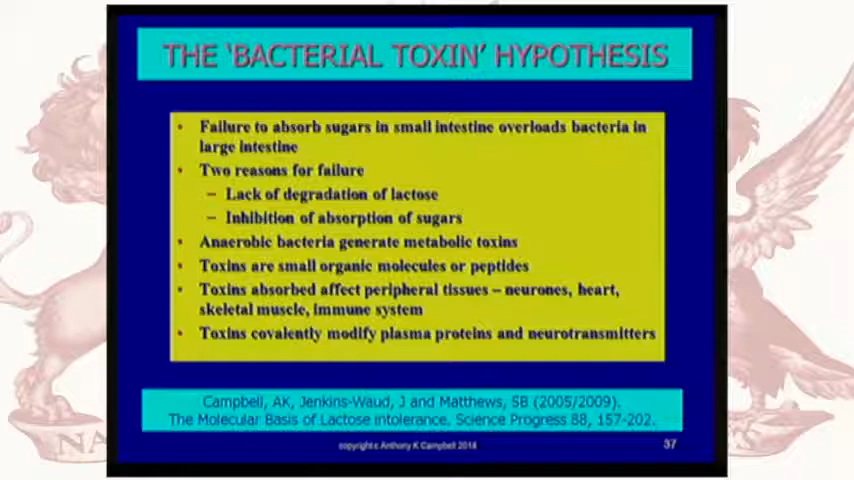 THE ‘BACTERIAL TOXIN’ HYPOTHESIS
• Failure to absorb sugars in small intestine overloads bacteria in
large intestine
• Two reasons for failure
– Lack of degradation of lactose
– Inhibition of absorption of sugars
• Anaerobic bacteria generate metabolic toxins
• Toxins are small organic molecules or peptides
• Toxins absorbed affect peripheral tissues – neurones, heart,
skeletal muscle, immune system
• Toxins covalently modify plasma proteins and neurotransmitters
Campbell, AK, Jenkins-Waud, J and Matthews, SB (2005/2009).
The Molecular Basis of Lactose intolerance. Science Progress 88, 157-202.
copyright© Anthony K Campbell 2014
37
NA